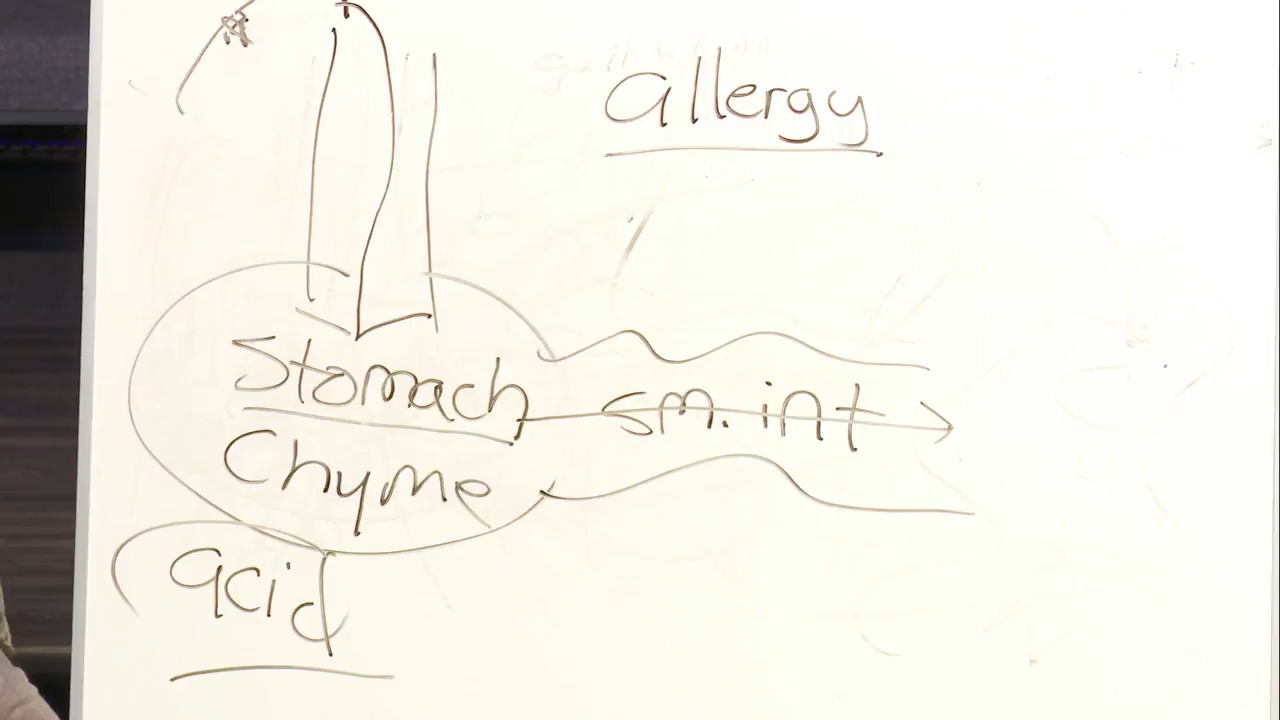 allergy
Stomach
sm. int
Chyme
acid